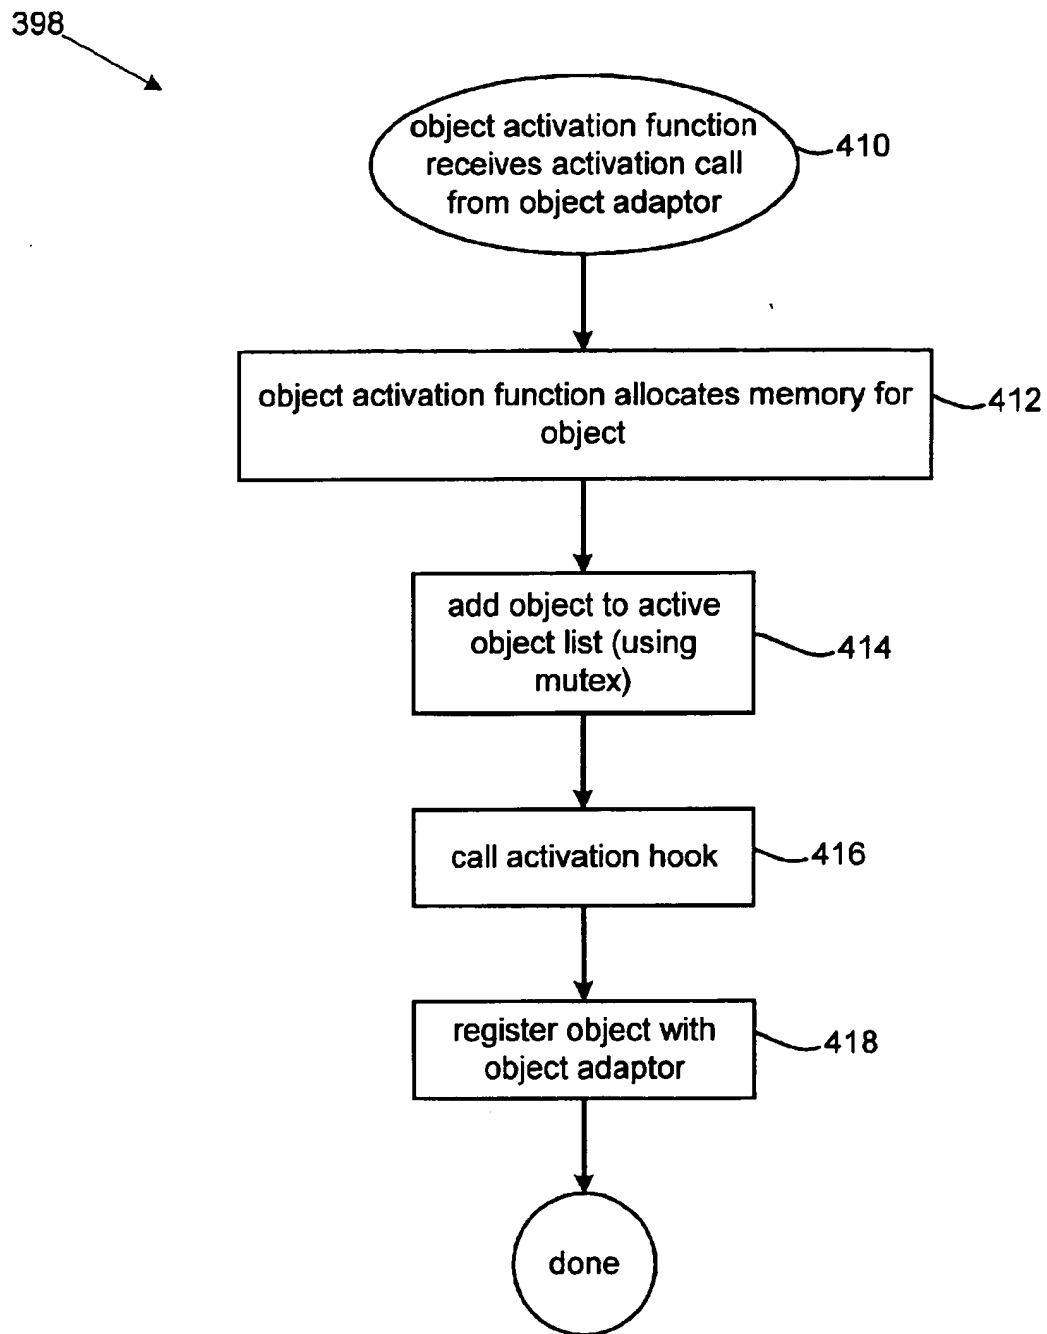 398
object activation function
receives activation call
from object adaptor
410
object activation function allocates memory for
object
412
add object to active
object list (using
mutex)
414
call activation hook
416
register object with
object adaptor
418
done